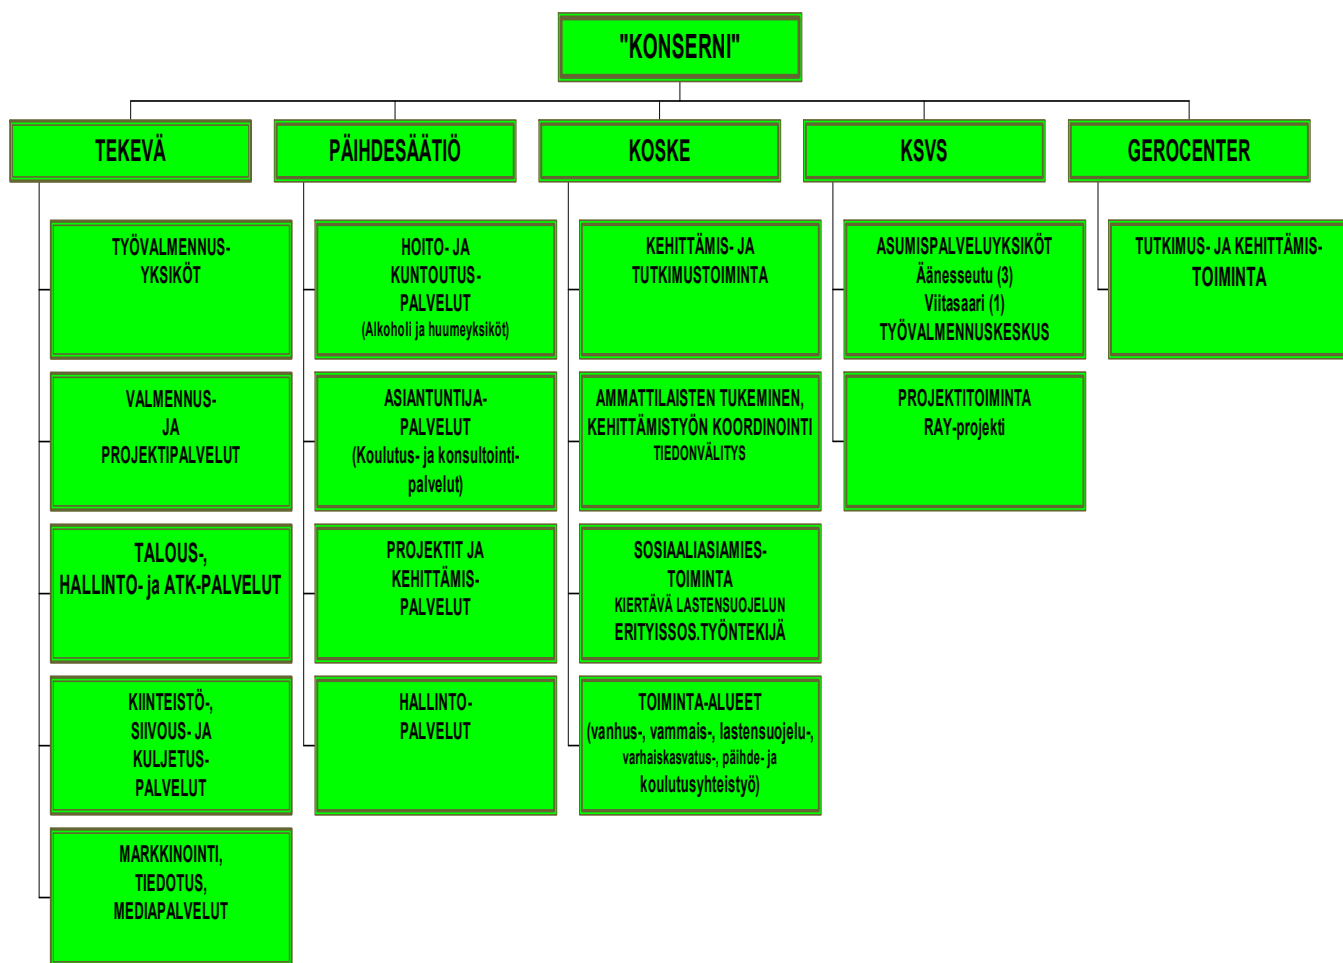 "KONSERNI"
TEKEVÄ
PÄIHDESÄÄTIÖ
KOSKE
KSVS
GEROCENTER
TYÖVALMENNUS-
YKSIKÖT
VALMENNUS-
JA
PROJEKTIPALVELUT
TALOUS-,
HALLINTO- ja ATK-PALVELUT
KIINTEISTÖ-,
SIIVOUS- JA
KULJETUS-
PALVELUT
MARKKINOINTI,
TIEDOTUS,
MEDIAPALVELUT
HOITO- JA
KUNTOUTUS-
PALVELUT
(Alkoholi ja huumeyksiköt)
ASIANTUNTIJA-
PALVELUT
(Koulutus- ja konsultointi-
palvelut)
PROJEKTIT JA
KEHITTÄMIS-
PALVELUT
HALLINTO-
PALVELUT
KEHITTÄMIS- JA
TUTKIMUSTOIMINTA
AMMATTILAISTEN TUKEMINEN,
KEHITTÄMISTYÖN KOORDINOINTI
TIEDONVÄLITYS
SOSIAALIASIAMIES-
TOIMINTA
KIERTÄVÄ LASTENSUOJELUN
ERITYISSOS.TYÖNTEKIJÄ
TOIMINTA-ALUEET
(vanhus-, vammais-, lastensuojelu-,
varhaiskasvatus-, päihde- ja
koulutusyhteistyö)
ASUMISPALVELUYKSIKÖT
Äänesseutu (3)
Viitasaari (1)
TYÖVALMENNUSKESKUS
PROJEKTITOIMINTA
RAY-projekti
TUTKIMUS- JA KEHITTÄMIS-
TOIMINTA